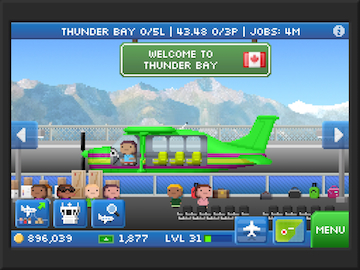 THUNDER BAY 0/5L | 43.48 0/3P | JOBS: 4M
WELCOME TO
THUNDER BAY
MENU
896,039
1,877
LVL 31